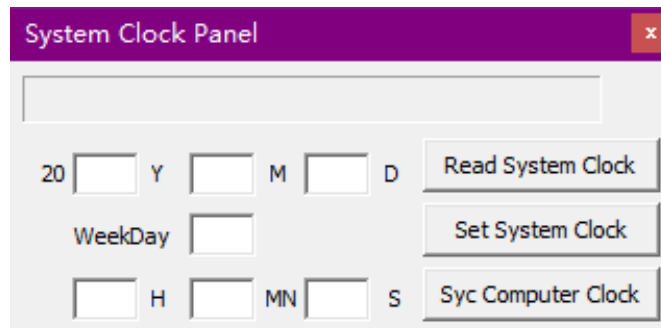 System Clock Panel x
20 Y M D Read System Clock
WeekDay Set System Clock
H MN S Syc Computer Clock